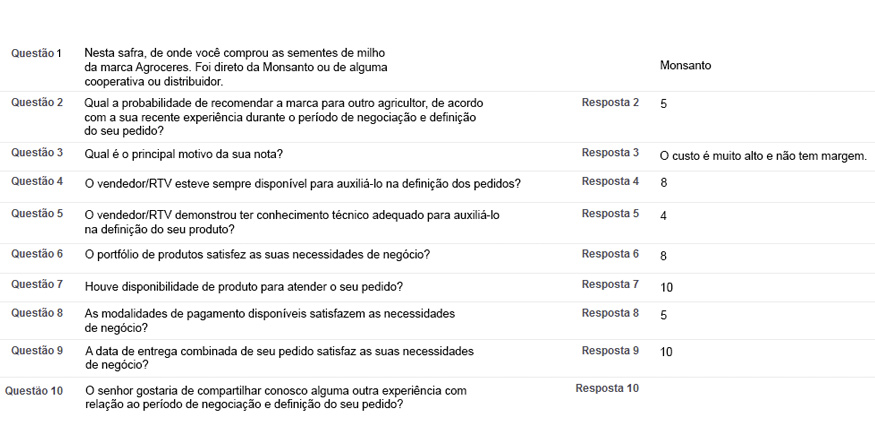 Questão 1
Nesta safra, de onde você comprou as sementes de milho
da marca Agroceres. Foi direto da Monsanto ou de alguma
cooperativa ou distribuidor.
Monsanto
Questão 2
Qual a probabilidade de recomendar a marca para outro agricultor, de acordo
com a sua recente experiência durante o período de negociação e definição
do seu pedido?
Resposta 2
5
Questão 3
Qual é o principal motivo da sua nota?
Resposta 3
O custo é muito alto e não tem margem.
Questão 4
O vendedor/RTV esteve sempre disponível para auxiliá-lo na definição dos pedidos?
Resposta 4
8
Questão 5
O vendedor/RTV demonstrou ter conhecimento técnico adequado para auxiliá-lo
na definição do seu produto?
Resposta 5
4
Questão 6
O portfólio de produtos satisfez as suas necessidades de negócio?
Resposta 6
8
Questão 7
Houve disponibilidade de produto para atender o seu pedido?
Resposta 7
10
Questão 8
As modalidades de pagamento disponíveis satisfazem as necessidades
de negócio?
Resposta 8
5
Questão 9
A data de entrega combinada de seu pedido satisfaz as suas necessidades
de negócio?
Resposta 9
10
Questão 10
O senhor gostaria de compartilhar conosco alguma outra experiência com
relação ao período de negociação e definição do seu pedido?
Resposta 10